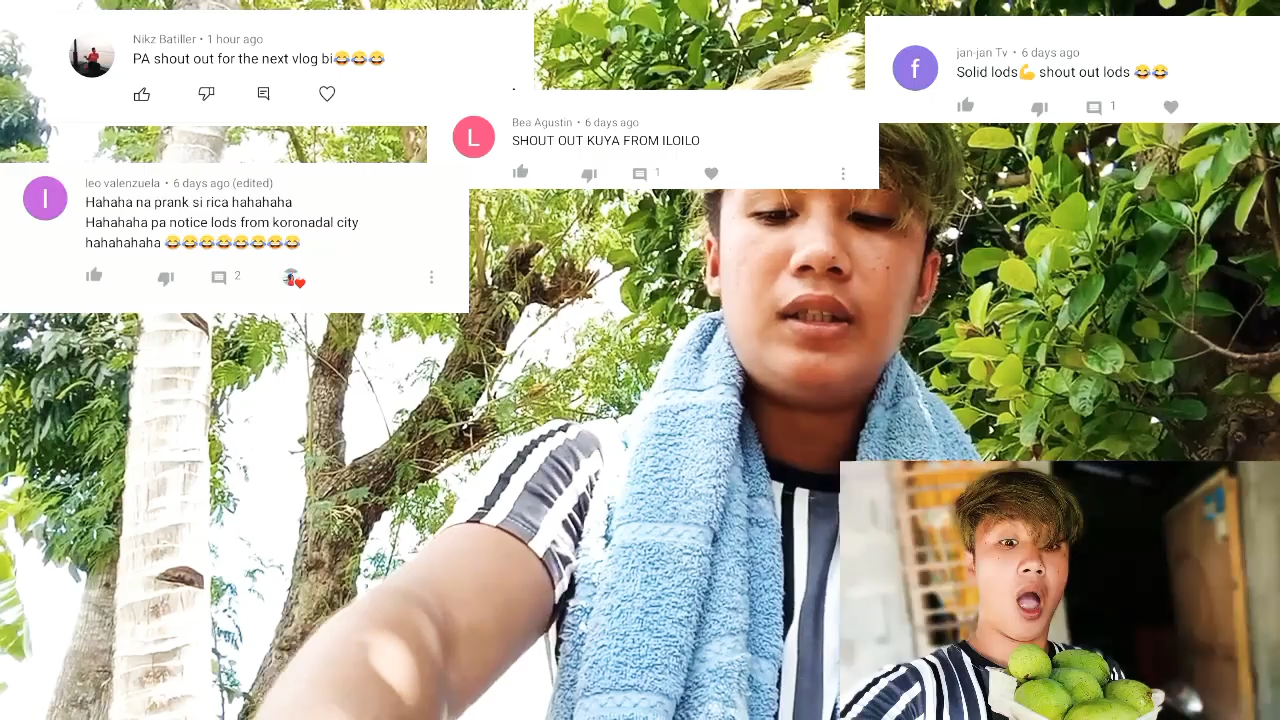 Nikz Batiller • 1 hour ago
PA shout out for the next vlog bi😂😂😂
jan-jan Tv • 6 days ago
f
Solid lods💪 shout out lods 😂😂
1
Bea Agustin • 6 days ago
L
SHOUT OUT KUYA FROM ILOILO
1
leo valenzuela • 6 days ago (edited)
l
Hahaha na prank si rica hahahaha
Hahahaha pa notice lods from koronadal city
hahahahaha 😂😂😂😂😂😂😂😂
2